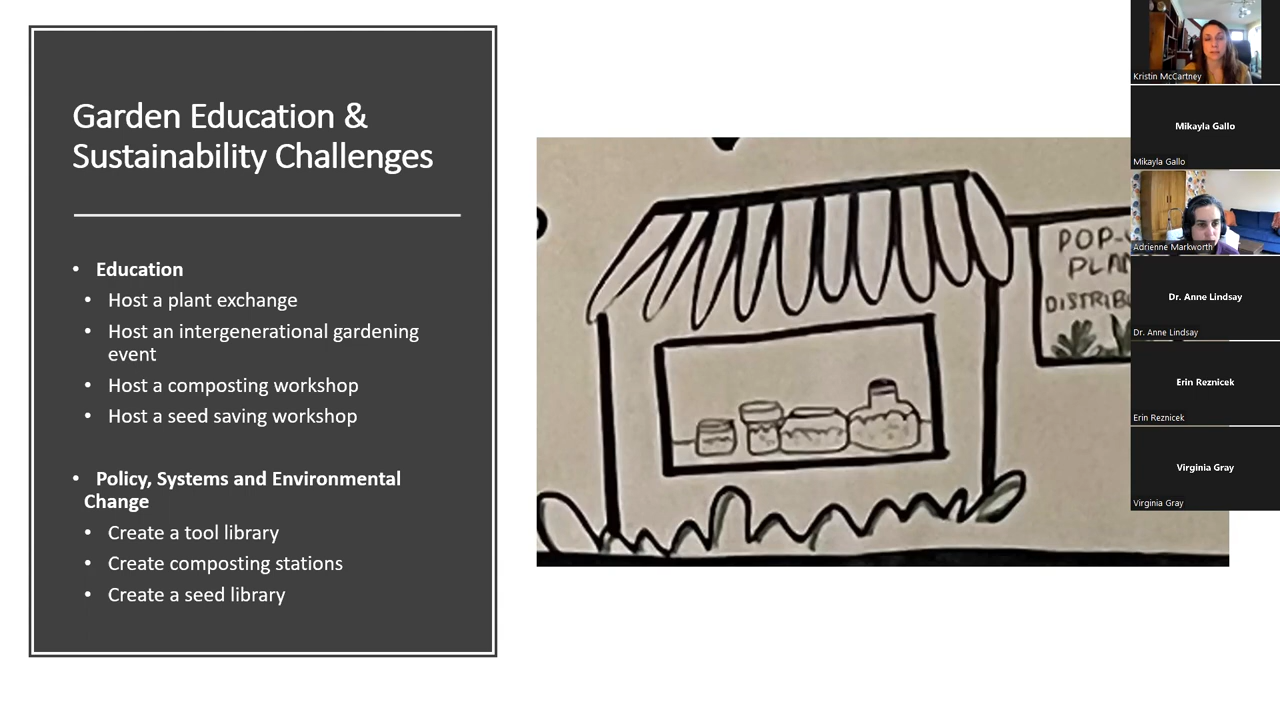 Garden Education &
Sustainability Challenges
• Education
• Host a plant exchange
• Host an intergenerational gardening
event
• Host a composting workshop
• Host a seed saving workshop
• Policy, Systems and Environmental
Change
• Create a tool library
• Create composting stations
• Create a seed library
POP-
PLAN
DISTRIB
Kristin McCartney
Mikayla Gallo
Mikayla Gallo
Adrienne Markworth
Dr. Anne Lindsay
Dr. Anne Lindsay
Erin Reznicek
Erin Reznicek
Virginia Gray
Virginia Gray